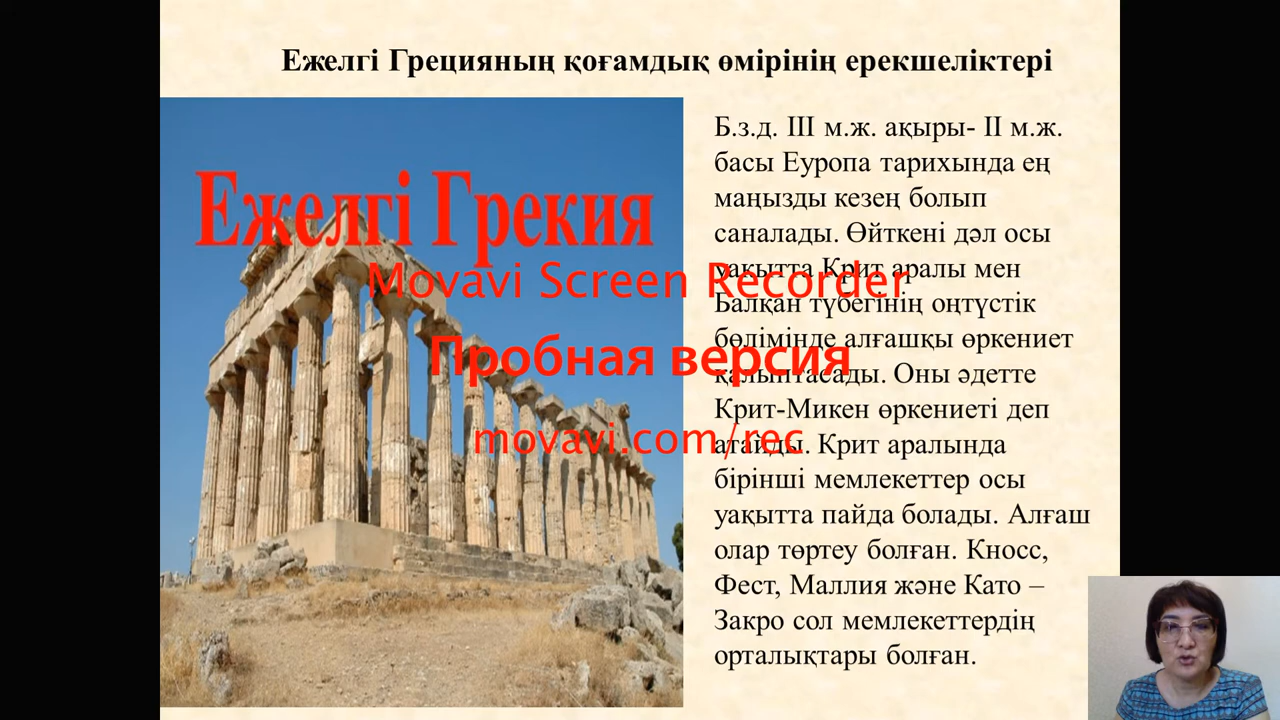 Ежелгі Грецияның қоғамдық өмірінің ерекшеліктері
Ежелгі Грекия
Б.з.д. III м.ж. ақыры- II м.ж.
басы Еуропа тарихында ең
маңызды кезең болып
саналады. Өйткені дәл осы
уақытта Крит аралы мен
Балқан түбегінің оңтүстік
бөлімінде алғашқы өркениет
қалыптасады. Оны әдетте
Крит-Микен өркениеті деп
атайды. Крит аралында
бірінші мемлекеттер осы
уақытта пайда болады. Алғаш
олар төртеу болған. Кносс,
Фест, Маллия және Като –
Закро сол мемлекеттердің
орталықтары болған.
Movavi Screen Recorder
Пробная версия
movavi.com/rec